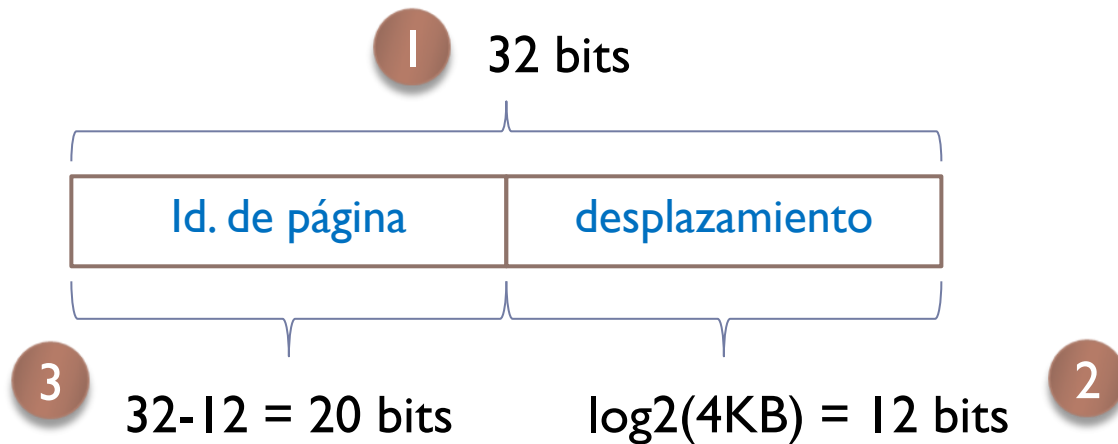 1 32 bits
Id. de página desplazamiento
3 32-12 = 20 bits log2(4KB) = 12 bits 2